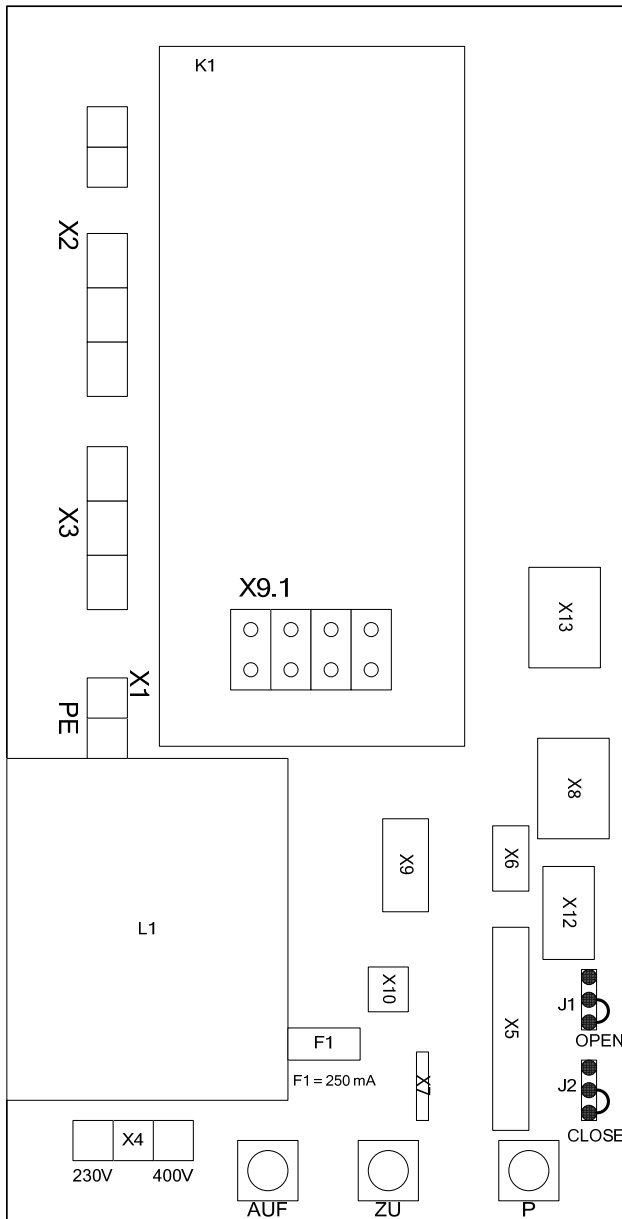 K1
X2
X3
X9.1
X13
X1
PE
X8
X9
X6
X12
L1
X10
X5
J1
OPEN
F1
F1 = 250 mA
X7
J2
CLOSE
X4
230V
400V
AUF
ZU
P